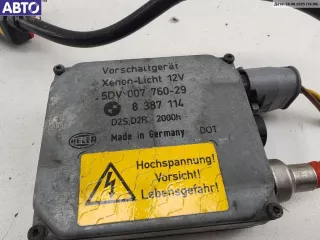 АВТО
Vorschaltgerät
Xenon-Licht 12V
5DV 007 760-29
8 387 114
D2S,D2R 2000h
Made in Germany
DOT
HELLA
Hochspannung!
Vorsicht!
Lebensgefahr!